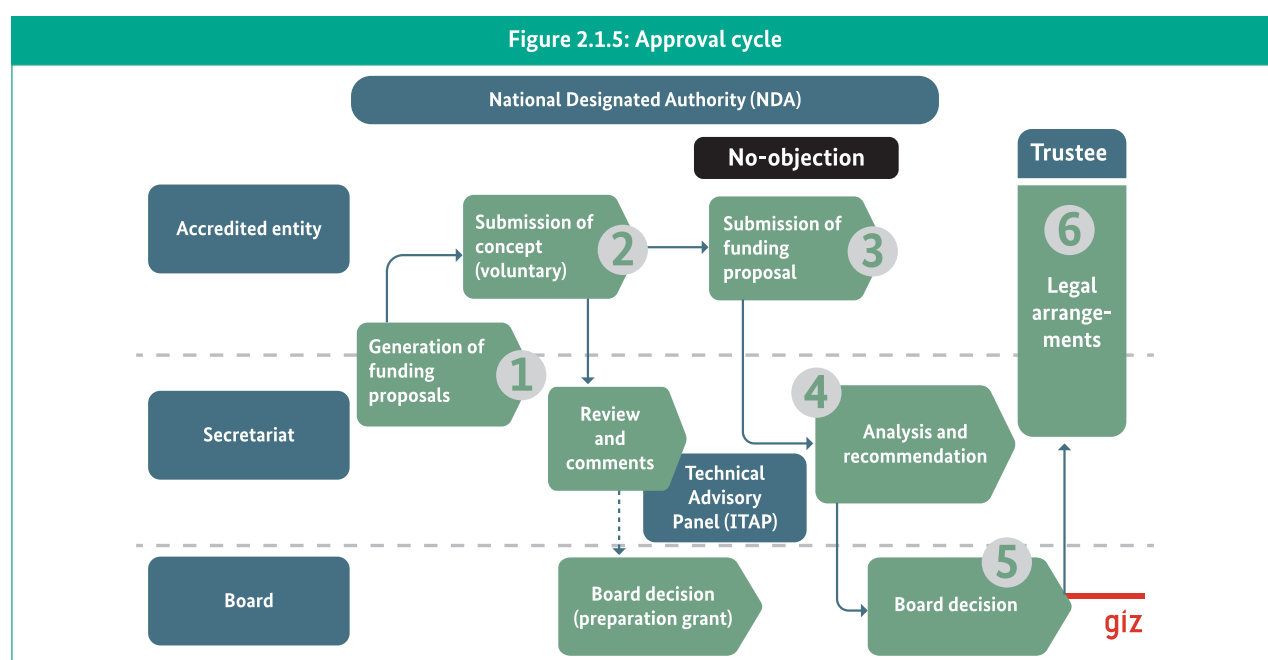 Figure 2.1.5: Approval cycle
National Designated Authority (NDA)
No-objection
Trustee
Accredited entity
Submission of
concept
(voluntary)
2
Submission of
funding
proposal
3
6
Legal
arrange-
ments
Generation of
funding
proposals
1
Secretariat
Review
and
comments
Technical
Advisory
Panel (ITAP)
4
Analysis and
recommendation
Board
Board decision
(preparation grant)
5
Board decision
giz